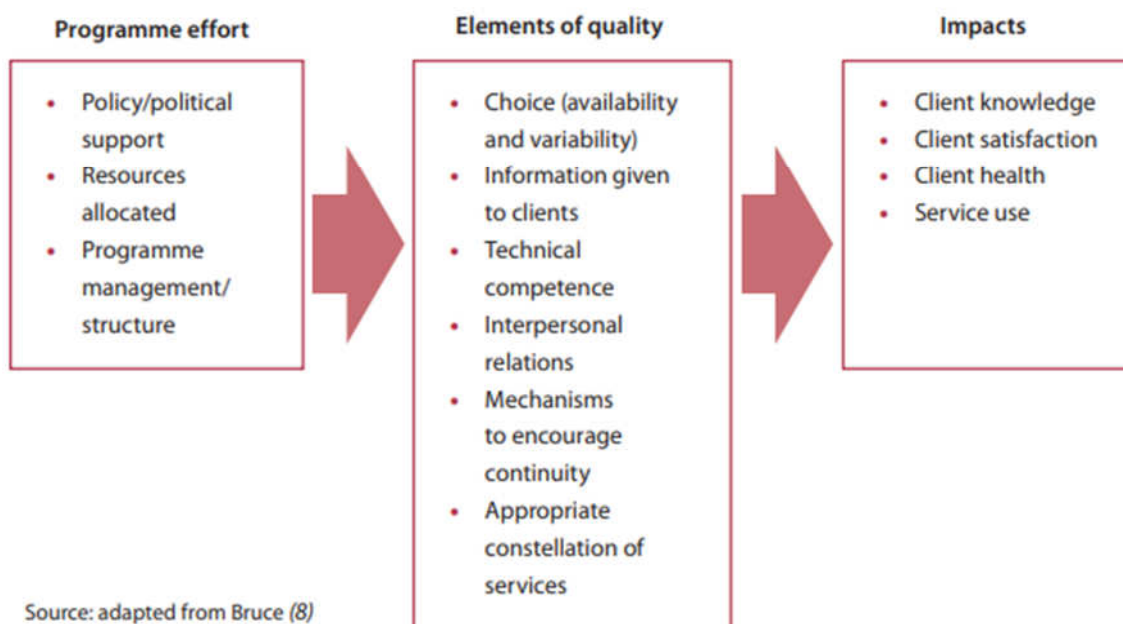 Programme effort
• Policy/political
support
• Resources
allocated
• Programme
management/
structure
Elements of quality
• Choice (availability
and variability)
• Information given
to clients
• Technical
competence
• Interpersonal
relations
• Mechanisms
to encourage
continuity
• Appropriate
constellation of
services
Impacts
• Client knowledge
• Client satisfaction
• Client health
• Service use
Source: adapted from Bruce (8)